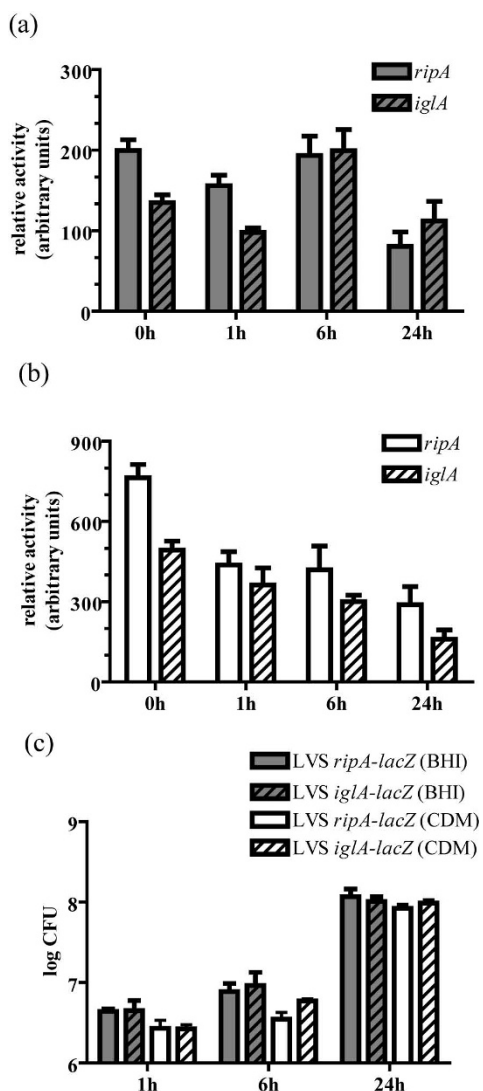 (a)
300
200
100
0
relative activity
(arbitrary units)
ripA
iglA
0h 1h 6h 24h
(b)
900
600
300
0
relative activity
(arbitrary units)
ripA
iglA
0h 1h 6h 24h
(c)
LVS ripA-lacZ (BHI)
LVS iglA-lacZ (BHI)
LVS ripA-lacZ (CDM)
LVS iglA-lacZ (CDM)
9
8
7
6
log CFU
1h 6h 24h